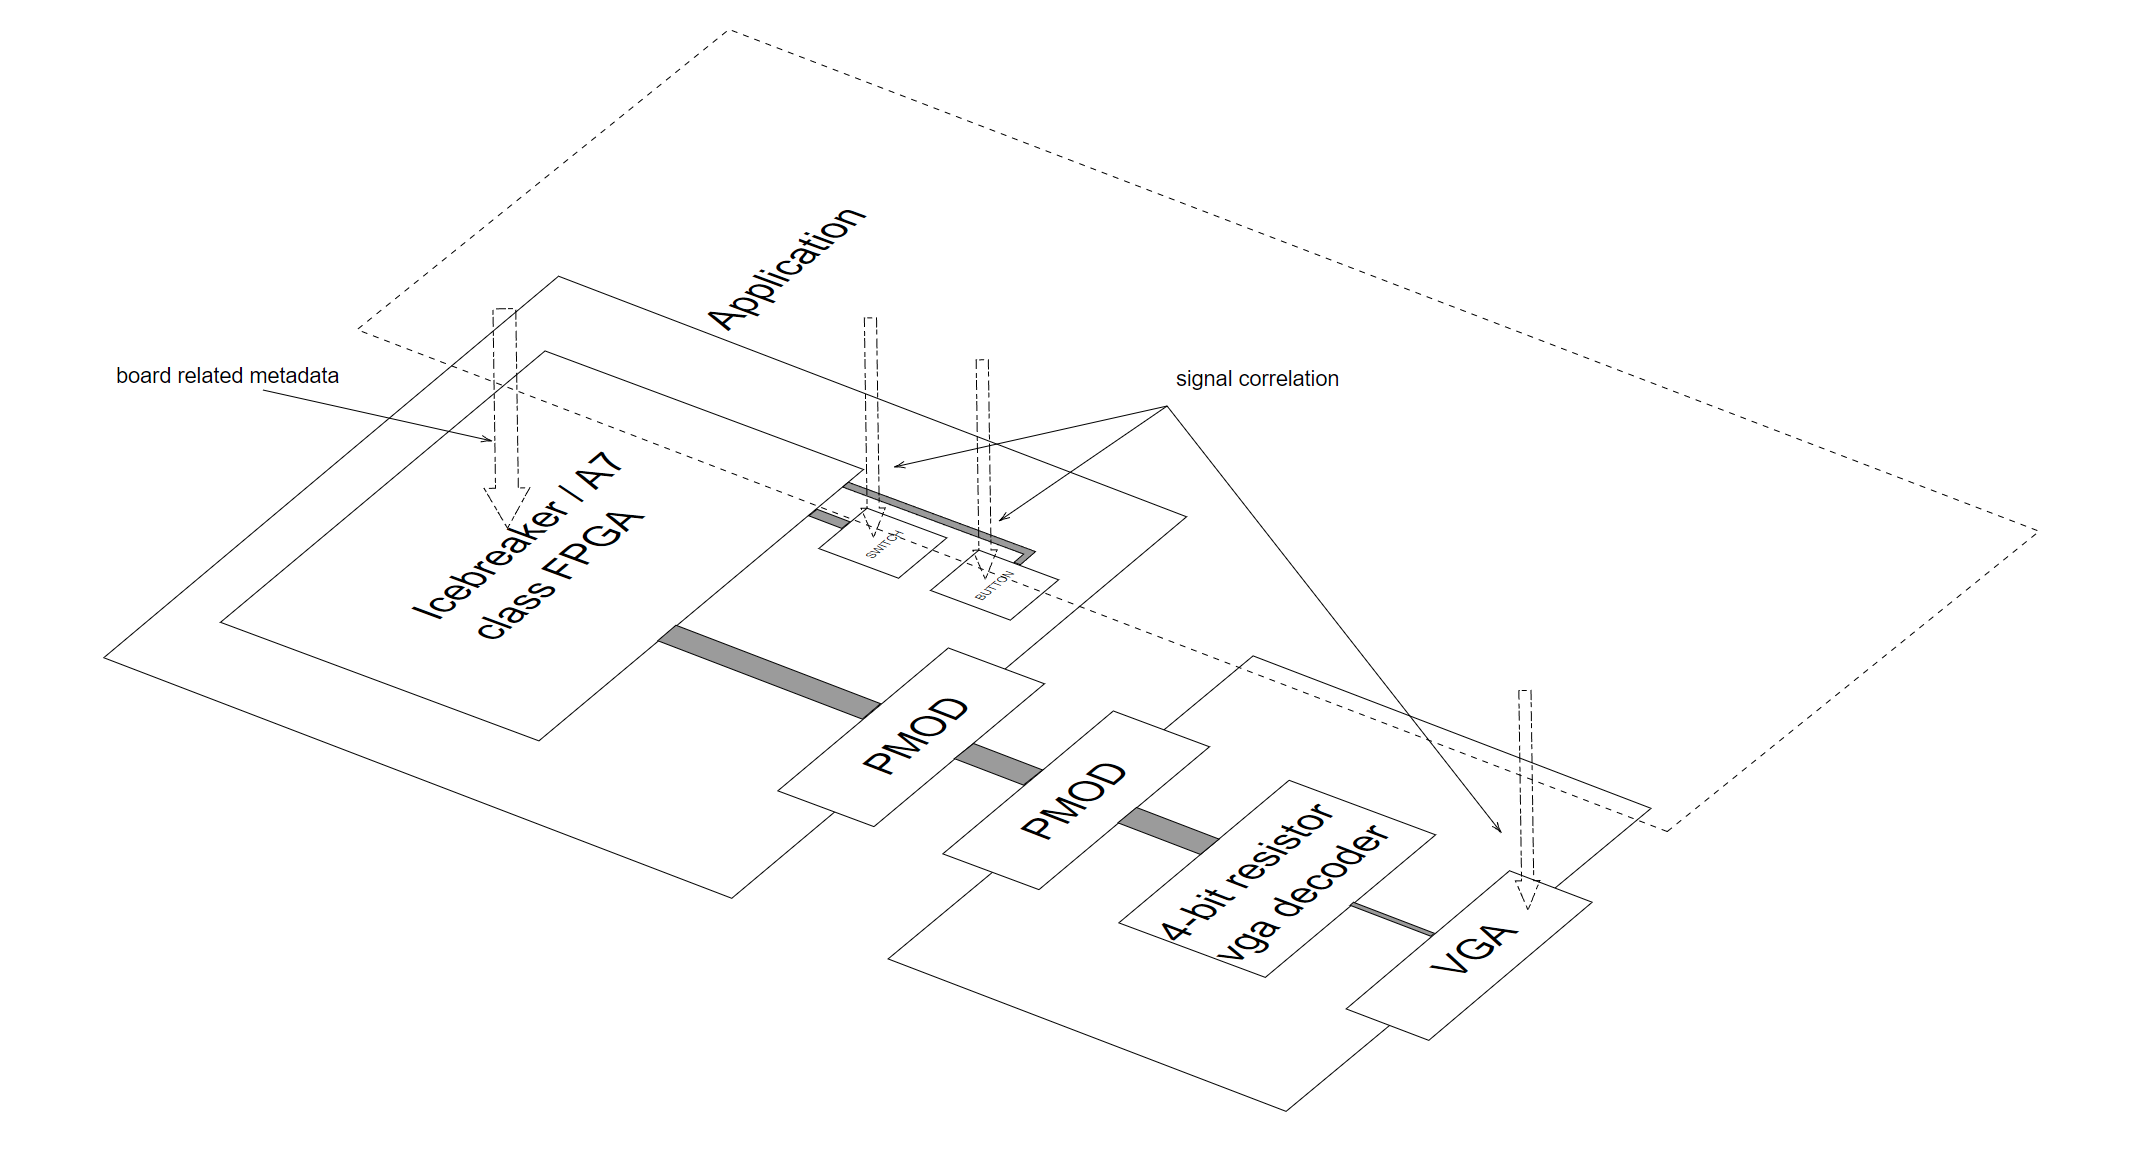 Application
board related metadata
signal correlation
Icebreaker / A7
class FPGA
SWITCH
BUTTON
PMOD
PMOD
4-bit resistor
vga decoder
VGA